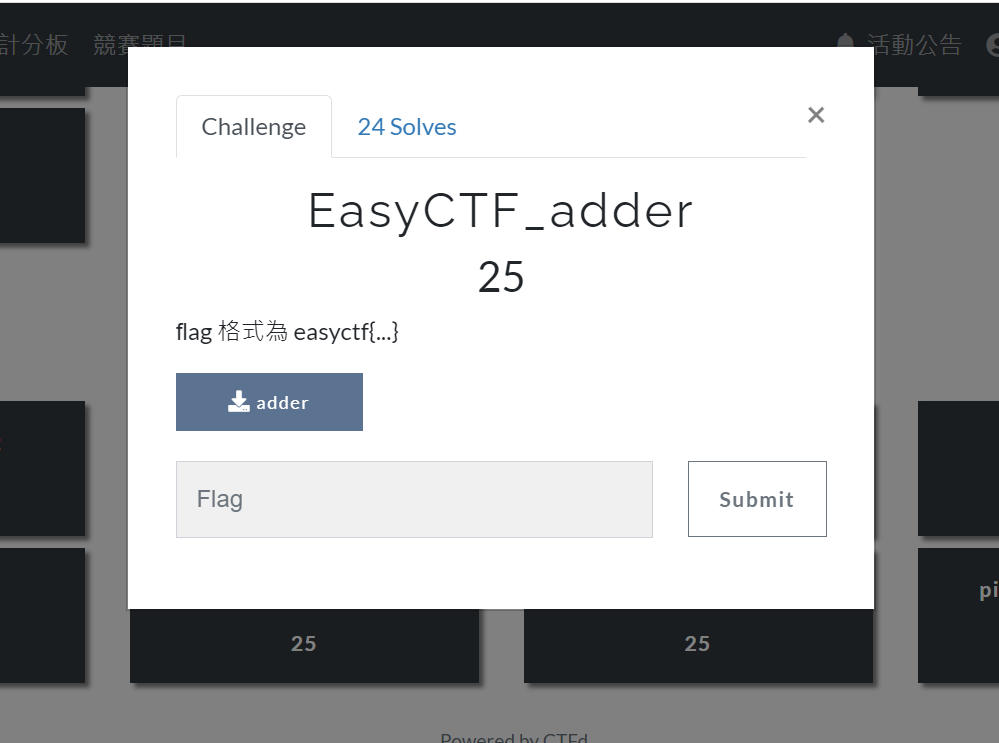 計分板 競賽題目 活動公告
Challenge
24 Solves
×
EasyCTF_adder
25
flag 格式為 easyctf{...}
adder
Flag
Submit
pi
25
25
Powered by CTFd